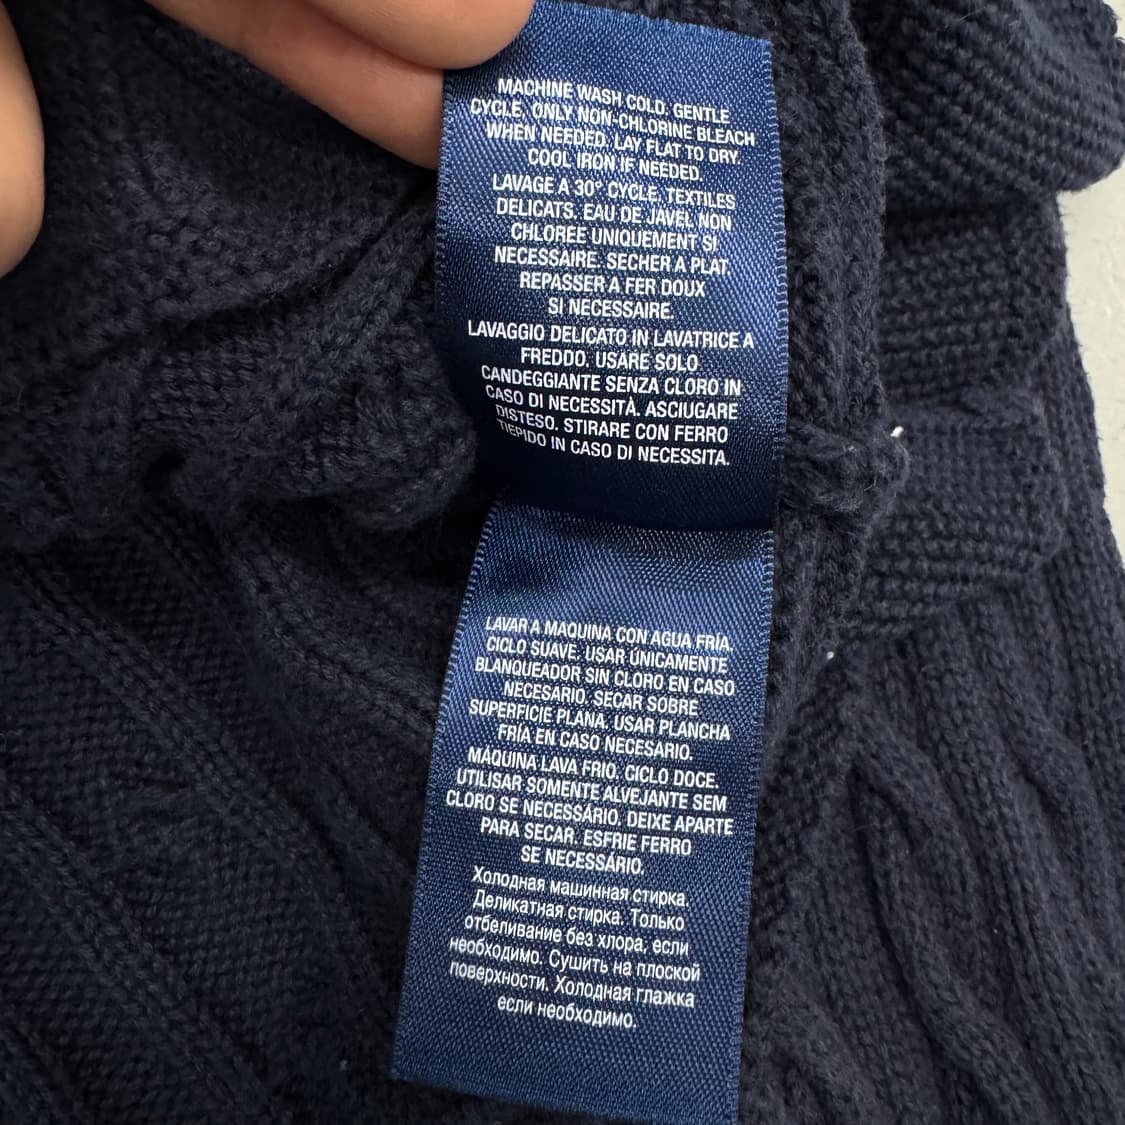 MACHINE WASH COLD. GENTLE
CYCLE. ONLY NON-CHLORINE BLEACH
WHEN NEEDED. LAY FLAT TO DRY.
COOL IRON IF NEEDED.
LAVAGE A 30° CYCLE. TEXTILES
DELICATS. EAU DE JAVEL NON
CHLOREE UNIQUEMENT SI
NECESSAIRE. SECHER A PLAT.
REPASSER A FER DOUX
SI NECESSAIRE.
LAVAGGIO DELICATO IN LAVATRICE A
FREDDO. USARE SOLO
CANDEGGIANTE SENZA CLORO IN
CASO DI NECESSITÀ. ASCIUGARE
DISTESO. STIRARE CON FERRO
TIEPIDO IN CASO DI NECESSITA.
LAVAR A MAQUINA CON AGUA FRÍA.
CICLO SUAVE. USAR ÚNICAMENTE
BLANQUEADOR SIN CLORO EN CASO
NECESARIO. SECAR SOBRE
SUPERFICIE PLANA. USAR PLANCHA
FRÍA EN CASO NECESARIO.
MÁQUINA LAVA FRIO. CICLO DOCE.
UTILISAR SOMENTE ALVEJANTE SEM
CLORO SE NECESSÁRIO. DEIXE APARTE
PARA SECAR. ESFRIE FERRO
SE NECESSÁRIO.
Холодная машинная стирка.
Деликатная стирка. Только
отбеливание без хлора, если
необходимо. Сушить на плоской
поверхности. Холодная глажка
если необходимо.